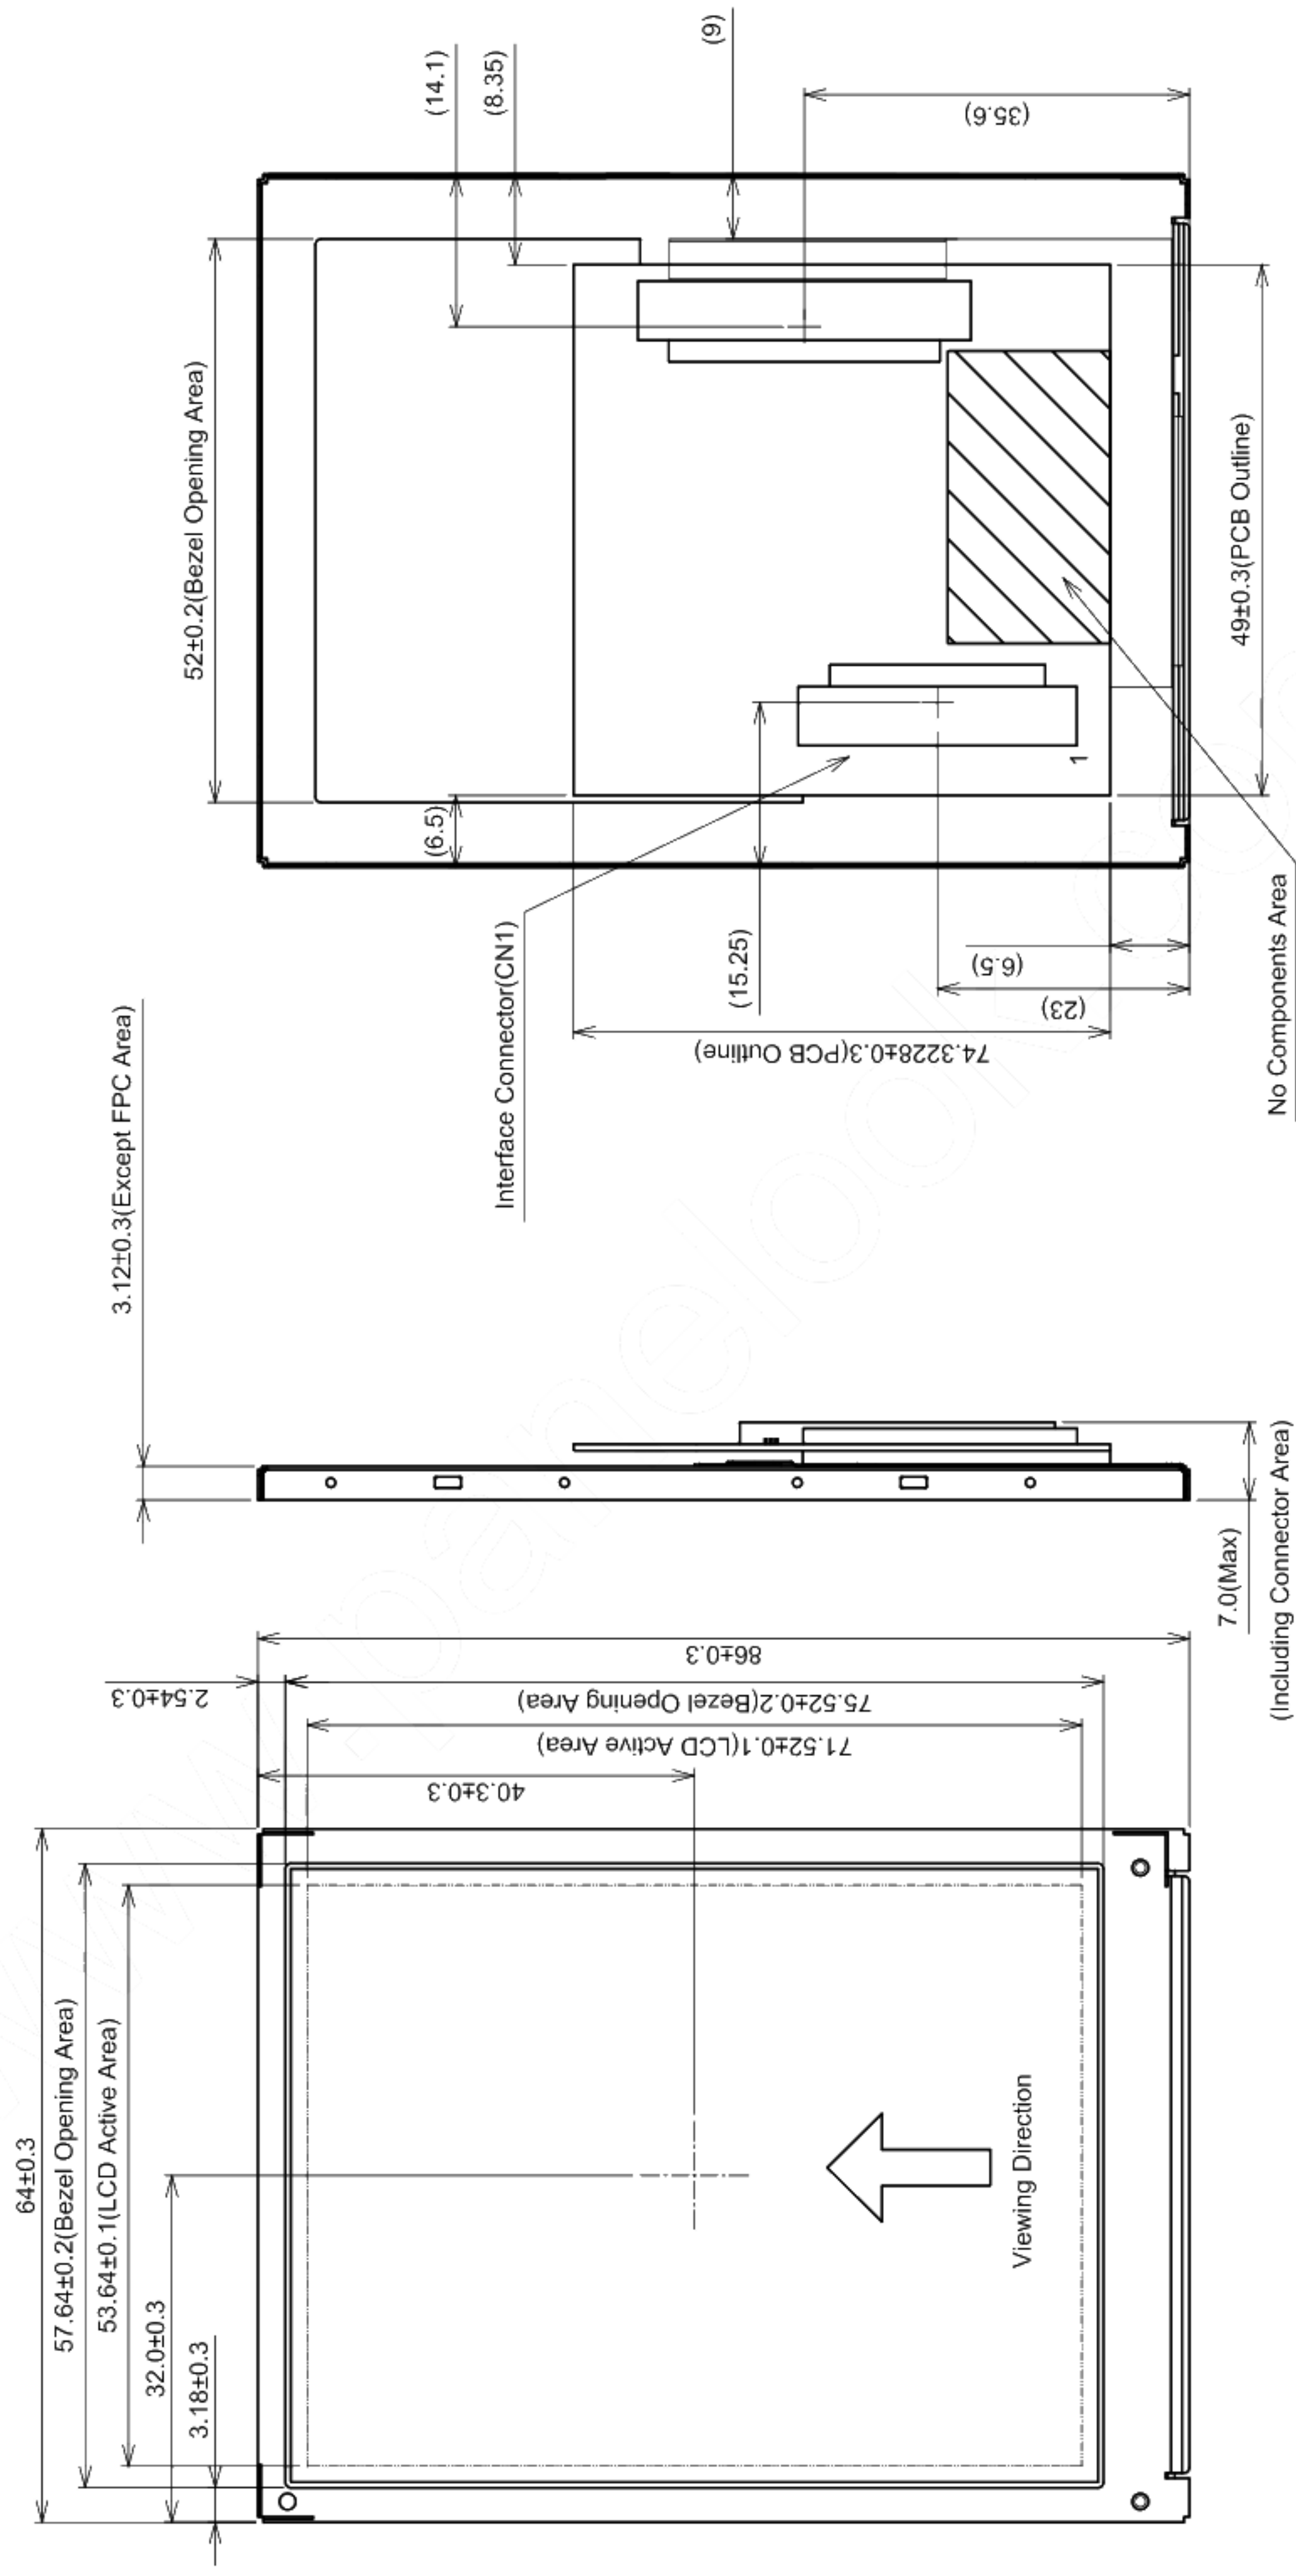 64±0.3
57.64±0.2(Bezel Opening Area)
53.64±0.1(LCD Active Area)
32.0±0.3
3.18±0.3
2.54±0.3
86±0.3
75.52±0.2(Bezel Opening Area)
71.52±0.1(LCD Active Area)
40.3±0.3
Viewing Direction
3.12±0.3(Except FPC Area)
7.0(Max)
(Including Connector Area)
52±0.2(Bezel Opening Area)
(14.1)
(8.35)
(9)
(35.6)
(6.5)
Interface Connector(CN1)
(15.25)
1
(6.5)
(23)
74.3228±0.3(PCB Outline)
49±0.3(PCB Outline)
No Components Area
www.panelook.com